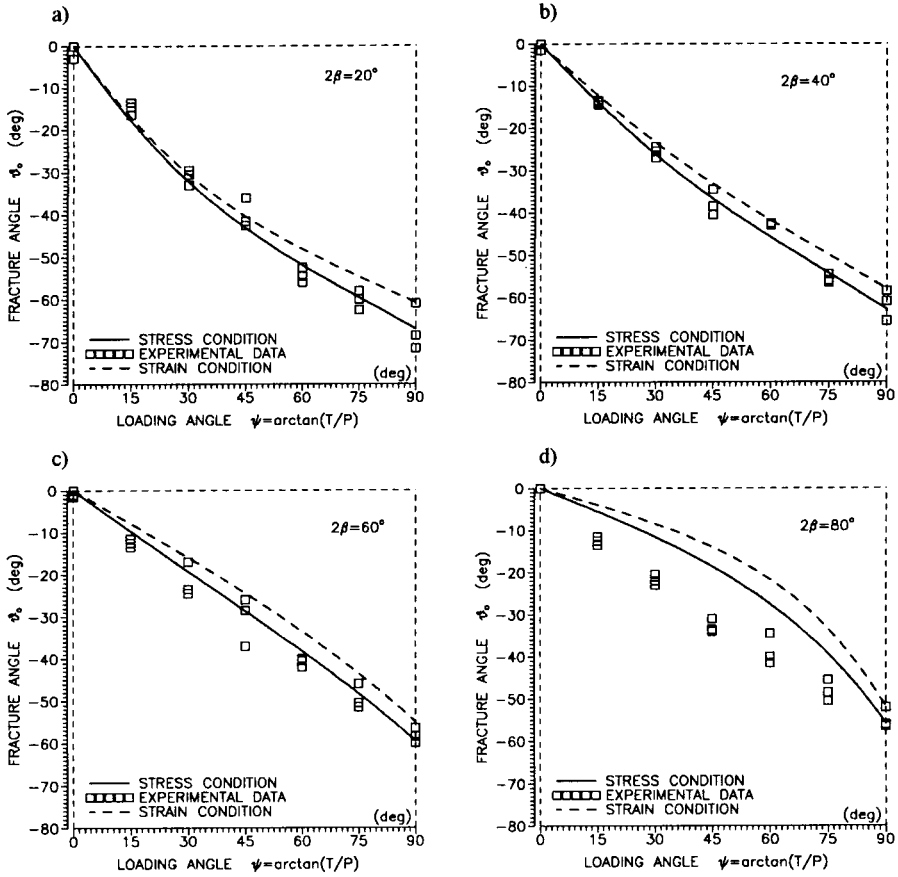 a)
0
-10
-20
-30
-40
-50
-60
-70
-80
FRACTURE ANGLE ϑₒ (deg)
2β=20°
STRESS CONDITION
EXPERIMENTAL DATA
STRAIN CONDITION
(deg)
0 15 30 45 60 75 90
LOADING ANGLE ψ=arctan(T/P)
b)
0
-10
-20
-30
-40
-50
-60
-70
-80
FRACTURE ANGLE ϑₒ (deg)
2β=40°
STRESS CONDITION
EXPERIMENTAL DATA
STRAIN CONDITION
(deg)
0 15 30 45 60 75 90
LOADING ANGLE ψ=arctan(T/P)
c)
0
-10
-20
-30
-40
-50
-60
-70
-80
FRACTURE ANGLE ϑₒ (deg)
2β=60°
STRESS CONDITION
EXPERIMENTAL DATA
STRAIN CONDITION
(deg)
0 15 30 45 60 75 90
LOADING ANGLE ψ=arctan(T/P)
d)
0
-10
-20
-30
-40
-50
-60
-70
-80
FRACTURE ANGLE ϑₒ (deg)
2β=80°
STRESS CONDITION
EXPERIMENTAL DATA
STRAIN CONDITION
(deg)
0 15 30 45 60 75 90
LOADING ANGLE ψ=arctan(T/P)